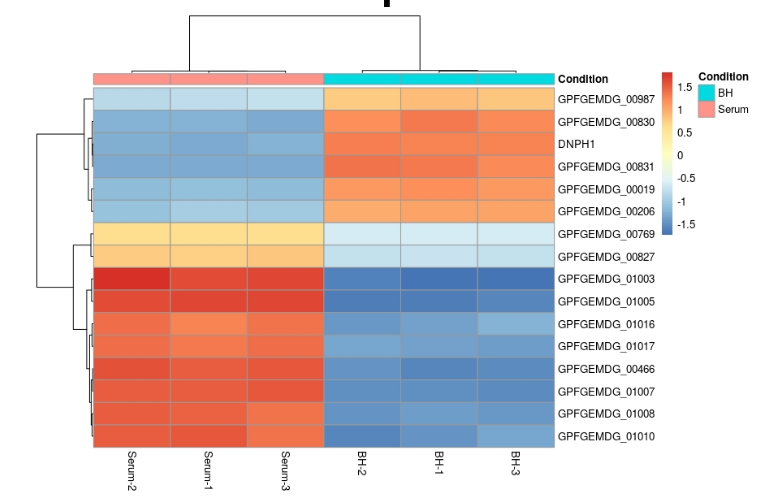 Condition
GPFGEMDG_00987
GPFGEMDG_00830
DNPH1
GPFGEMDG_00831
GPFGEMDG_00019
GPFGEMDG_00206
GPFGEMDG_00769
GPFGEMDG_00827
GPFGEMDG_01003
GPFGEMDG_01005
GPFGEMDG_01016
GPFGEMDG_01017
GPFGEMDG_00466
GPFGEMDG_01007
GPFGEMDG_01008
GPFGEMDG_01010
Serum-2
Serum-1
Serum-3
BH-2
BH-1
BH-3
1.5
1
0.5
0
-0.5
-1
-1.5
Condition
BH
Serum